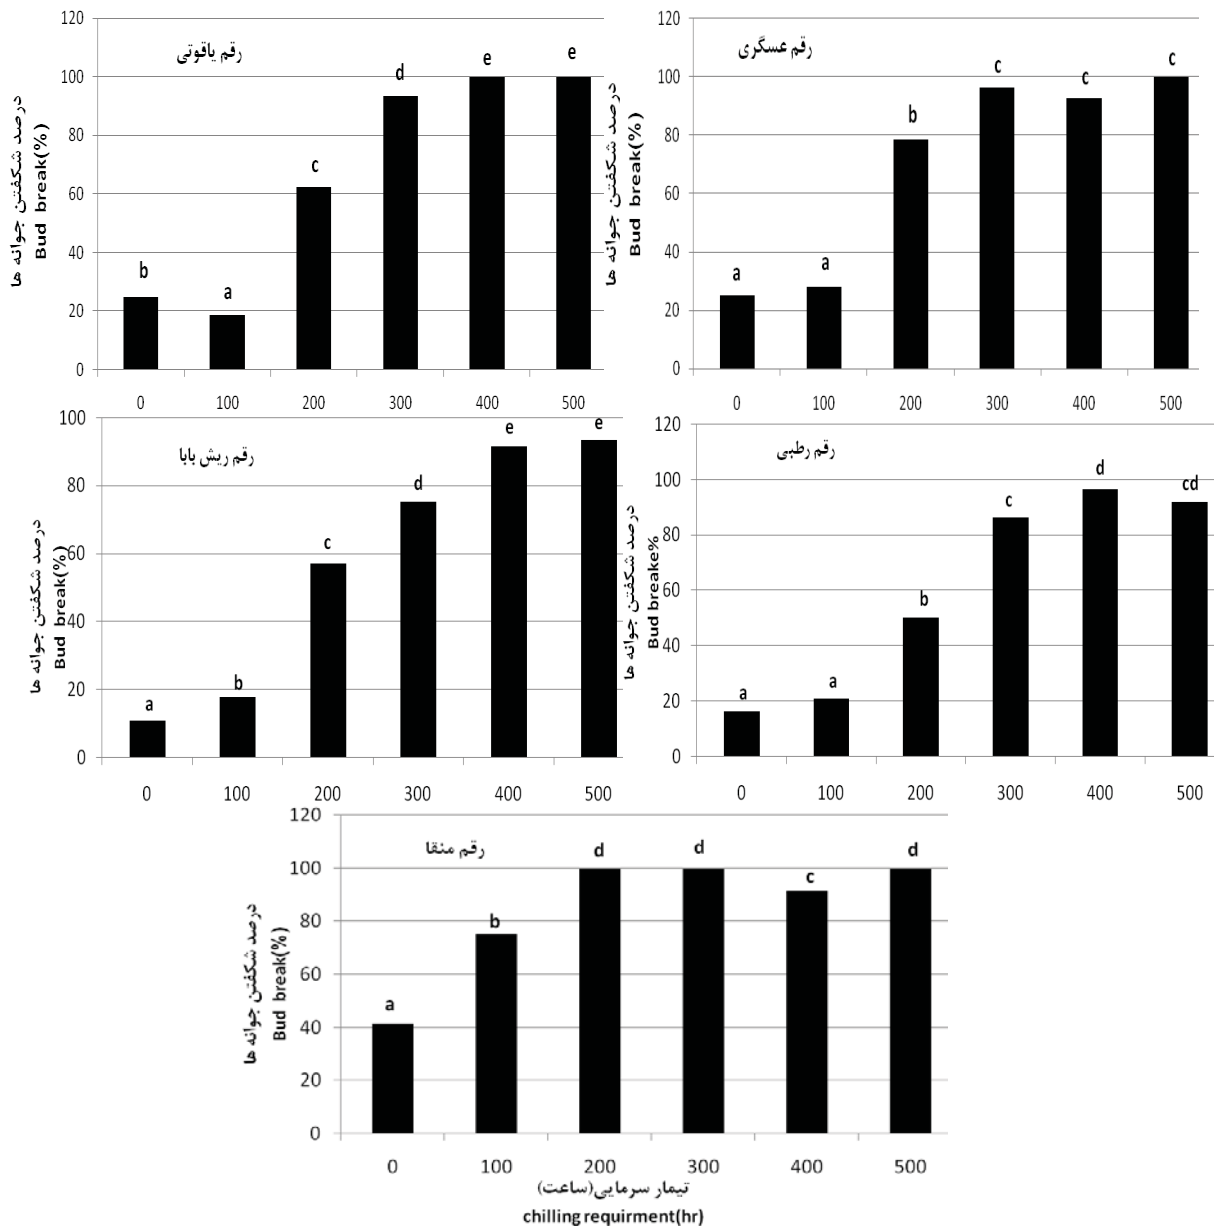 رقم یاقوتی
درصد شکفتن جوانه ها
Bud break(%)
120
100
80
60
40
20
0
b
a
c
d
e
e
0 100 200 300 400 500
رقم عسگری
درصد شکفتن جوانه ها
Bud break(%)
120
100
80
60
40
20
0
a
a
b
c
c
c
0 100 200 300 400 500
رقم ریش بابا
درصد شکفتن جوانه ها
Bud break(%)
100
80
60
40
20
0
a
b
c
d
e
e
0 100 200 300 400 500
رقم رطبی
درصد شکفتن جوانه ها
Bud breake%
120
100
80
60
40
20
0
a
a
b
c
d
cd
0 100 200 300 400 500
رقم منقا
درصد شکفتن جوانه ها
Bud break(%)
120
100
80
60
40
20
0
a
b
d
d
c
d
0 100 200 300 400 500
تیمار سرمایی(ساعت)
chilling requirment(hr)